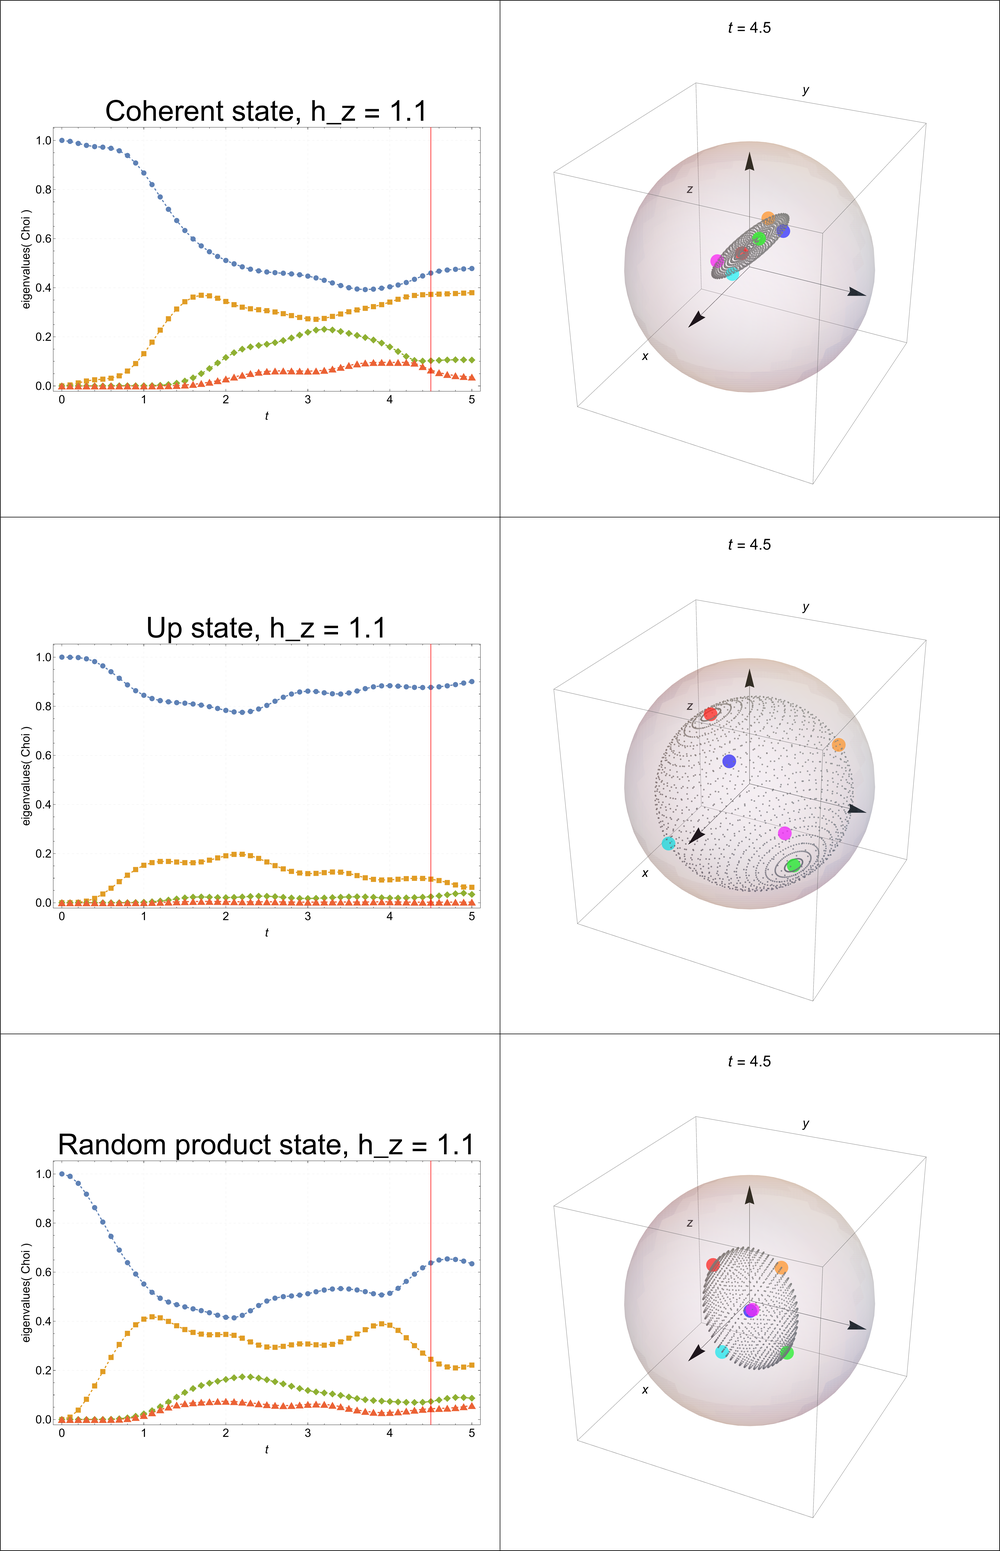 Coherent state, h_z = 1.1
eigenvalues( Choi )
1.0
0.8
0.6
0.4
0.2
0.0
0 1 2 3 4 5
t
t = 4.5
y
z
x
Up state, h_z = 1.1
eigenvalues( Choi )
1.0
0.8
0.6
0.4
0.2
0.0
0 1 2 3 4 5
t
t = 4.5
y
z
x
Random product state, h_z = 1.1
eigenvalues( Choi )
1.0
0.8
0.6
0.4
0.2
0.0
0 1 2 3 4 5
t
t = 4.5
y
z
x